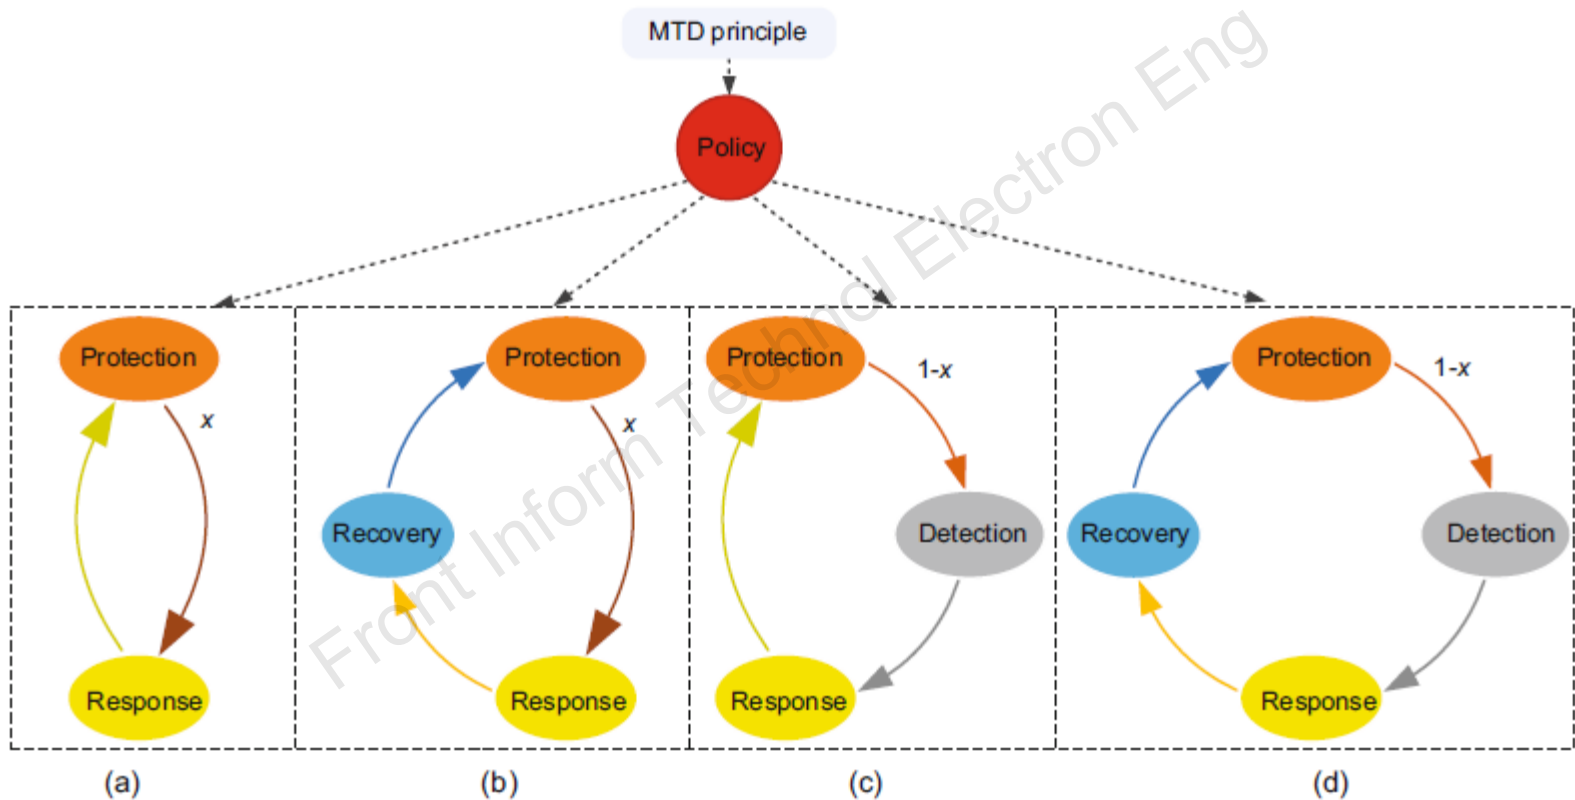 MTD principle
Policy
Protection
x
Response
Protection
x
Recovery
Response
Protection
1-x
Detection
Response
Protection
1-x
Recovery
Detection
Response
(a)
(b)
(c)
(d)
Front Inform Technol Electron Eng